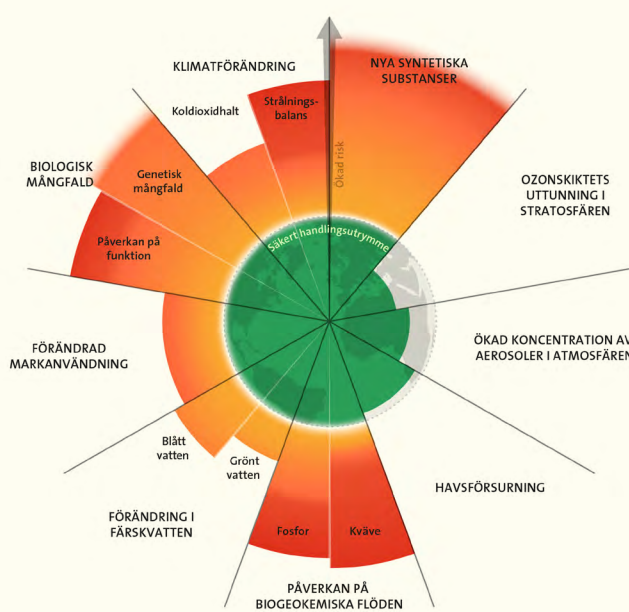 KLIMATFÖRÄNDRING
Koldioxidhalt
Strålnings-
balans
Ökad risk
NYA SYNTETISKA
SUBSTANSER
OZONSKIKTETS
UTTUNNING I
STRATOSFÄREN
ÖKAD KONCENTRATION AV
AEROSOLER I ATMOSFÄREN
HAVSFÖRSURNING
Kväve
Fosfor
PÅVERKAN PÅ
BIOGEOKEMISKA FLÖDEN
Grönt
vatten
Blått
vatten
FÖRÄNDRING I
FÄRSKVATTEN
FÖRÄNDRAD
MARKANVÄNDNING
BIOLOGISK
MÅNGFALD
Genetisk
mångfald
Påverkan på
funktion
Säkert handlingsutrymme